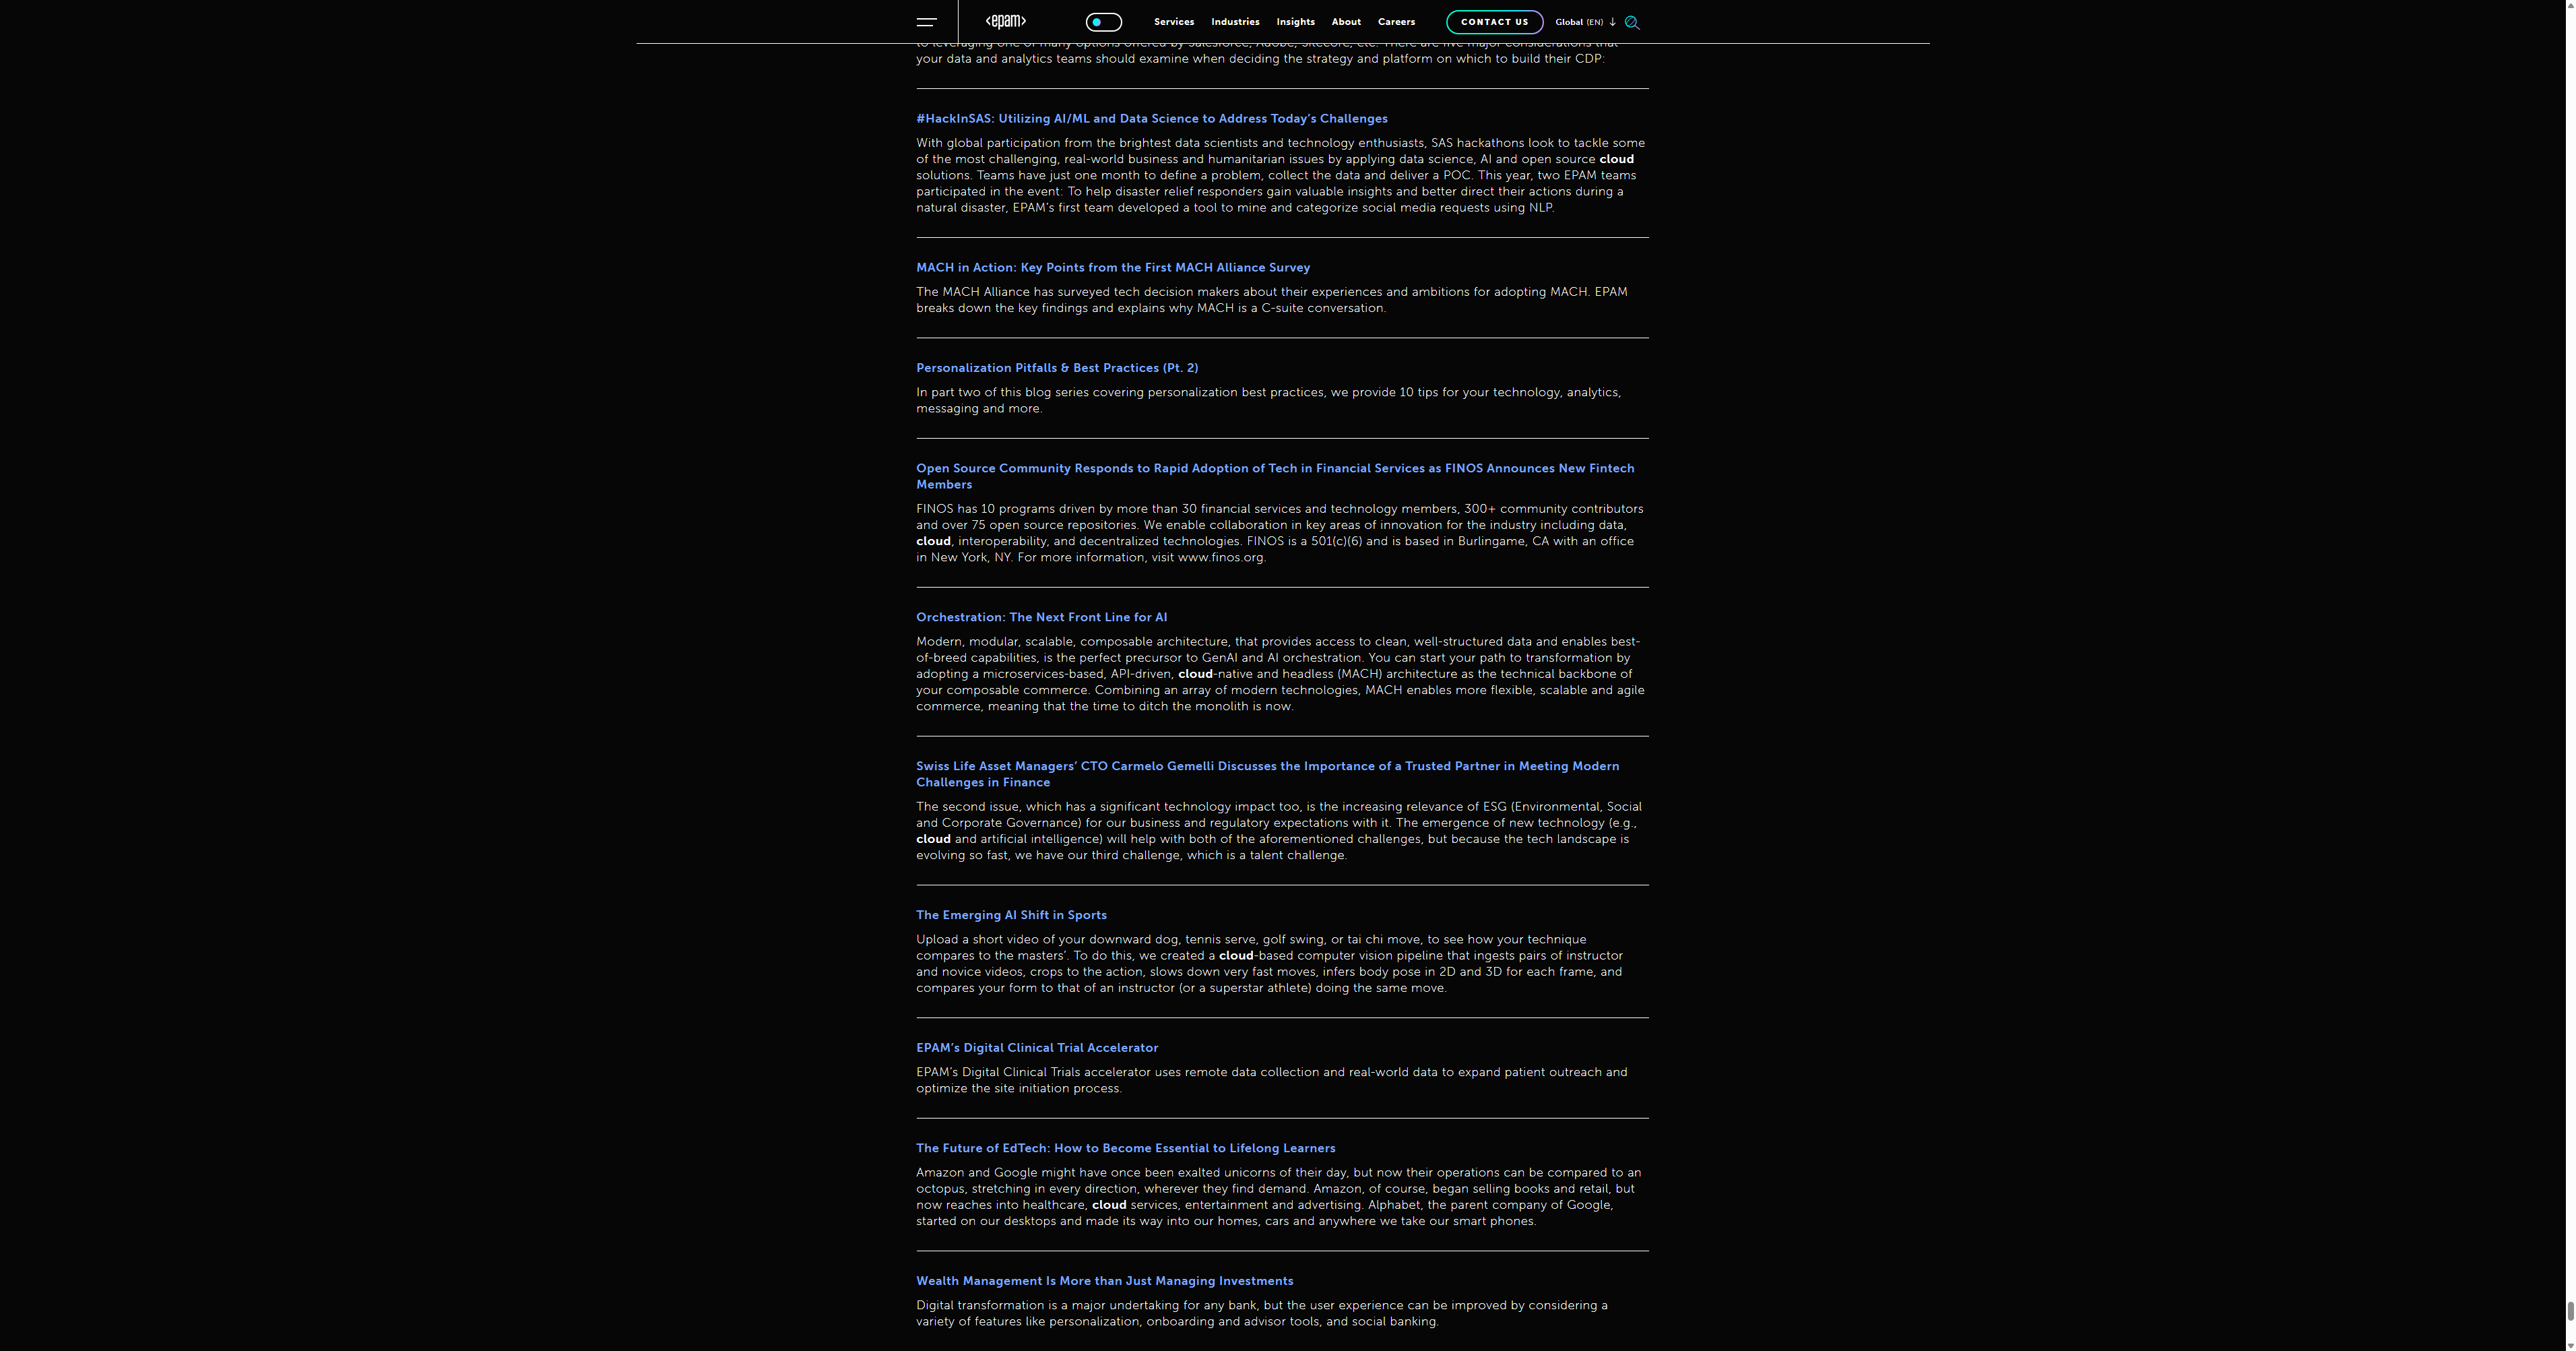 <epam>
Services Industries Insights About Careers CONTACT US Global (EN)
to leveraging one of many options offered by Salesforce, Adobe, Sitecore, etc. There are five major considerations that
your data and analytics teams should examine when deciding the strategy and platform on which to build their CDP:
#HackInSAS: Utilizing AI/ML and Data Science to Address Today's Challenges
With global participation from the brightest data scientists and technology enthusiasts, SAS hackathons look to tackle some
of the most challenging, real-world business and humanitarian issues by applying data science, AI and open source cloud
solutions. Teams have just one month to define a problem, collect the data and deliver a POC. This year, two EPAM teams
participated in the event: To help disaster relief responders gain valuable insights and better direct their actions during a
natural disaster, EPAM's first team developed a tool to mine and categorize social media requests using NLP.
MACH in Action: Key Points from the First MACH Alliance Survey
The MACH Alliance has surveyed tech decision makers about their experiences and ambitions for adopting MACH. EPAM
breaks down the key findings and explains why MACH is a C-suite conversation.
Personalization Pitfalls & Best Practices (Pt. 2)
In part two of this blog series covering personalization best practices, we provide 10 tips for your technology, analytics,
messaging and more.
Open Source Community Responds to Rapid Adoption of Tech in Financial Services as FINOS Announces New Fintech
Members
FINOS has 10 programs driven by more than 30 financial services and technology members, 300+ community contributors
and over 75 open source repositories. We enable collaboration in key areas of innovation for the industry including data,
cloud, interoperability, and decentralized technologies. FINOS is a 501(c)(6) and is based in Burlingame, CA with an office
in New York, NY. For more information, visit www.finos.org.
Orchestration: The Next Front Line for AI
Modern, modular, scalable, composable architecture, that provides access to clean, well-structured data and enables best-
of-breed capabilities, is the perfect precursor to GenAI and AI orchestration. You can start your path to transformation by
adopting a microservices-based, API-driven, cloud-native and headless (MACH) architecture as the technical backbone of
your composable commerce. Combining an array of modern technologies, MACH enables more flexible, scalable and agile
commerce, meaning that the time to ditch the monolith is now.
Swiss Life Asset Managers' CTO Carmelo Gemelli Discusses the Importance of a Trusted Partner in Meeting Modern
Challenges in Finance
The second issue, which has a significant technology impact too, is the increasing relevance of ESG (Environmental, Social
and Corporate Governance) for our business and regulatory expectations with it. The emergence of new technology (e.g.,
cloud and artificial intelligence) will help with both of the aforementioned challenges, but because the tech landscape is
evolving so fast, we have our third challenge, which is a talent challenge.
The Emerging AI Shift in Sports
Upload a short video of your downward dog, tennis serve, golf swing, or tai chi move, to see how your technique
compares to the masters'. To do this, we created a cloud-based computer vision pipeline that ingests pairs of instructor
and novice videos, crops to the action, slows down very fast moves, infers body pose in 2D and 3D for each frame, and
compares your form to that of an instructor (or a superstar athlete) doing the same move.
EPAM's Digital Clinical Trial Accelerator
EPAM's Digital Clinical Trials accelerator uses remote data collection and real-world data to expand patient outreach and
optimize the site initiation process.
The Future of EdTech: How to Become Essential to Lifelong Learners
Amazon and Google might have once been exalted unicorns of their day, but now their operations can be compared to an
octopus, stretching in every direction, wherever they find demand. Amazon, of course, began selling books and retail, but
now reaches into healthcare, cloud services, entertainment and advertising. Alphabet, the parent company of Google,
started on our desktops and made its way into our homes, cars and anywhere we take our smart phones.
Wealth Management Is More than Just Managing Investments
Digital transformation is a major undertaking for any bank, but the user experience can be improved by considering a
variety of features like personalization, onboarding and advisor tools, and social banking.